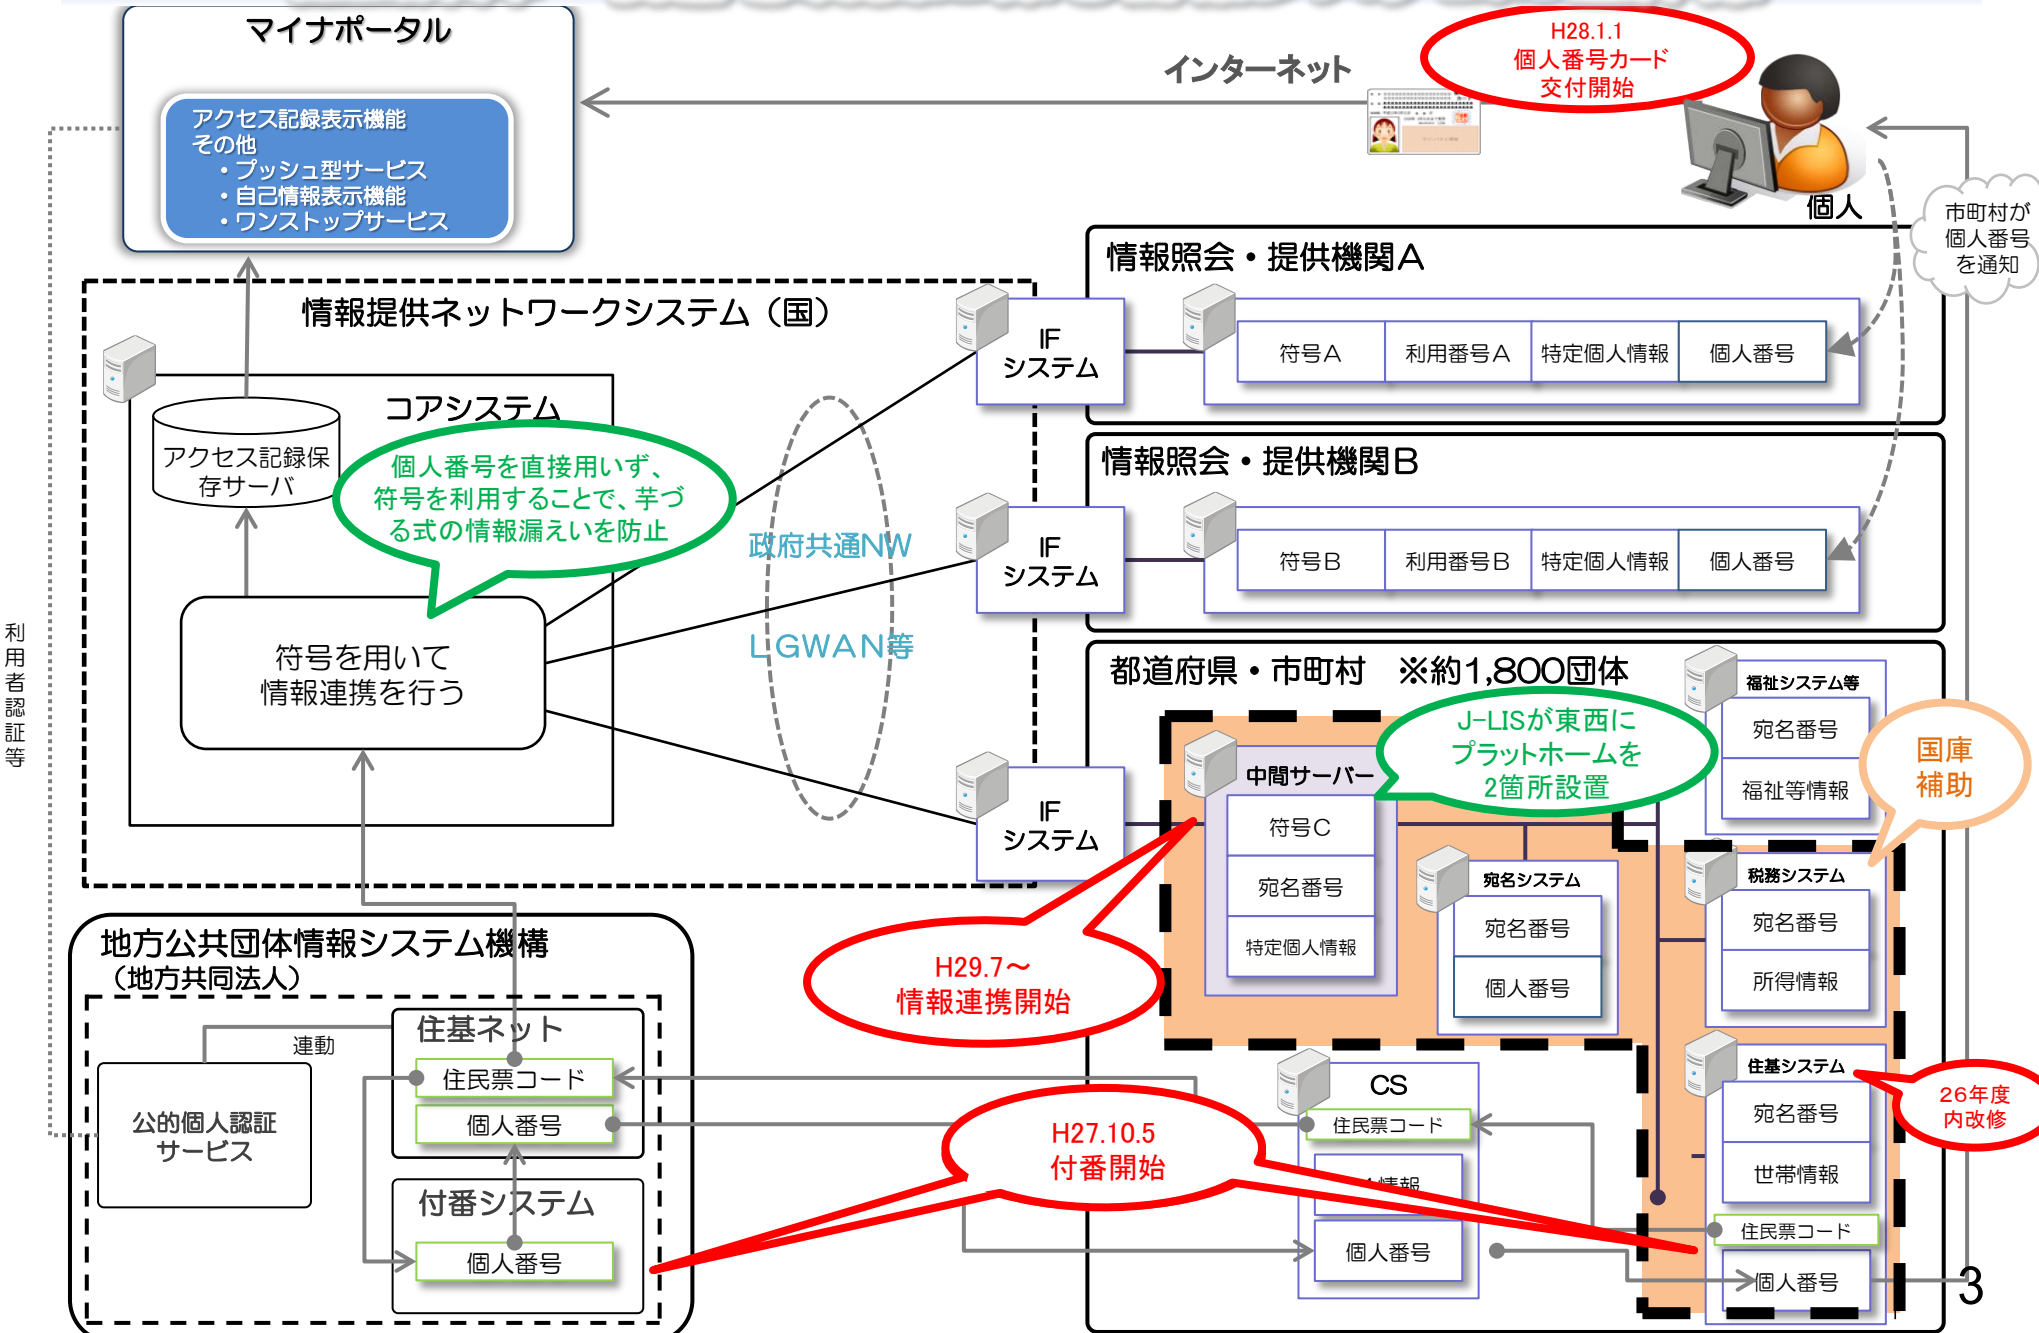 マイナポータル
アクセス記録表示機能
その他
・プッシュ型サービス
・自己情報表示機能
・ワンストップサービス
インターネット
H28.1.1
個人番号カード
交付開始
個人
市町村が
個人番号
を通知
利用者認証等
情報提供ネットワークシステム（国）
コアシステム
アクセス記録保
存サーバ
個人番号を直接用いず、
符号を利用することで、芋づ
る式の情報漏えいを防止
符号を用いて
情報連携を行う
政府共通NW
LGWAN等
IF
システム
情報照会・提供機関A
符号A
利用番号A
特定個人情報
個人番号
IF
システム
情報照会・提供機関B
符号B
利用番号B
特定個人情報
個人番号
IF
システム
都道府県・市町村　※約1,800団体
J-LISが東西に
プラットホームを
2箇所設置
中間サーバー
符号C
宛名番号
特定個人情報
宛名システム
宛名番号
個人番号
福祉システム等
宛名番号
福祉等情報
国庫
補助
税務システム
宛名番号
所得情報
住基システム
宛名番号
世帯情報
住民票コード
個人番号
26年度
内改修
H29.7～
情報連携開始
地方公共団体情報システム機構
（地方共同法人）
連動
公的個人認証
サービス
住基ネット
住民票コード
個人番号
付番システム
個人番号
H27.10.5
付番開始
CS
住民票コード
情報
個人番号
3